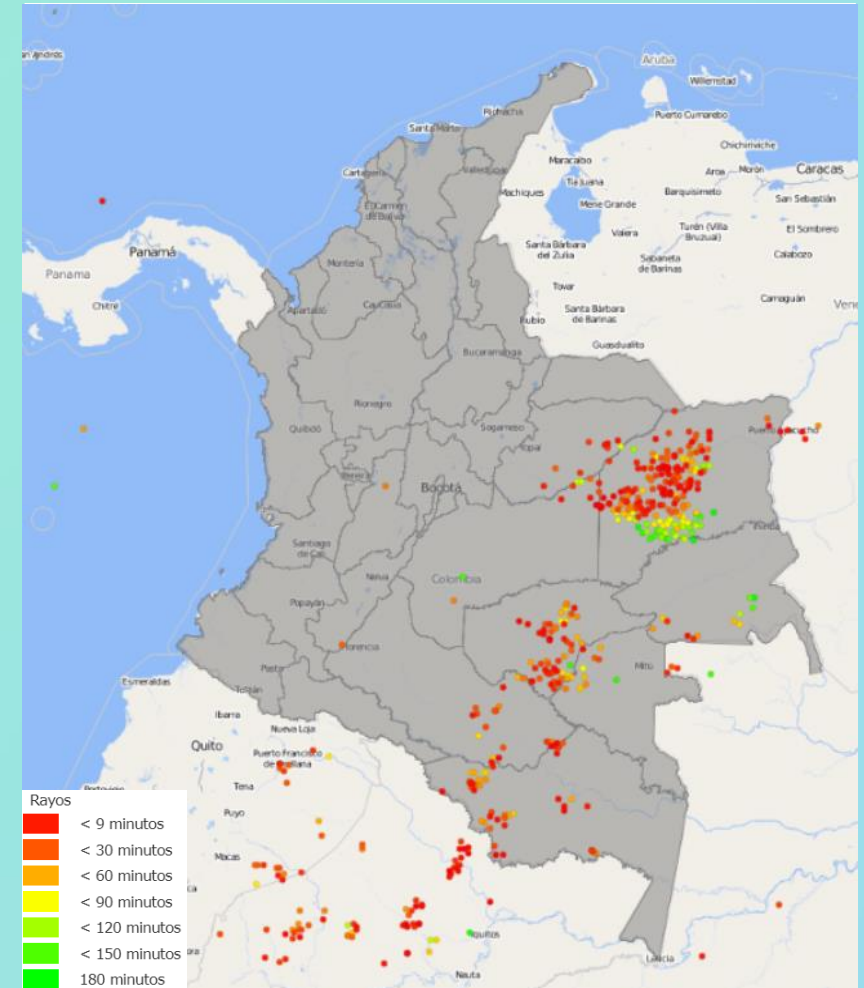 Aruba
Willemstad
Riohacha
Puerto Cumarebo
Santa Marta
Chichiriviche
Maracaibo
Cartagena
Valledupar
Aroa
Morón
Caracas
Tía Juana
Machiques
Barquisimeto
San Sebastián
Mene Grande
El Carmen
de Bolívar
Turén (Villa
Bruzual)
El Sombrero
Valera
Panamá
Santa Bárbara
del Zulia
Sabaneta
de Barinas
Calabozo
Montería
Panama
Tovar
Chitré
Caucasia
Camaguán
Apartadó
Santa Bárbara
de Barinas
Vene
Rubio
Guasdualito
Bucaramanga
Rionegro
Quibdó
Sogamoso
Yopal
Pereira
Bogotá
Santiago
de Cali
Neiva
Colombia
Popayán
Florencia
Mitú
Pasto
Esmeraldas
Ibarra
Nueva Loja
Quito
Puerto Francisco
de Orellana
Tena
Portoviejo
Puyo
Macas
Iquitos
Leticia
Nauta
Rayos
< 9 minutos
< 30 minutos
< 60 minutos
< 90 minutos
< 120 minutos
< 150 minutos
180 minutos